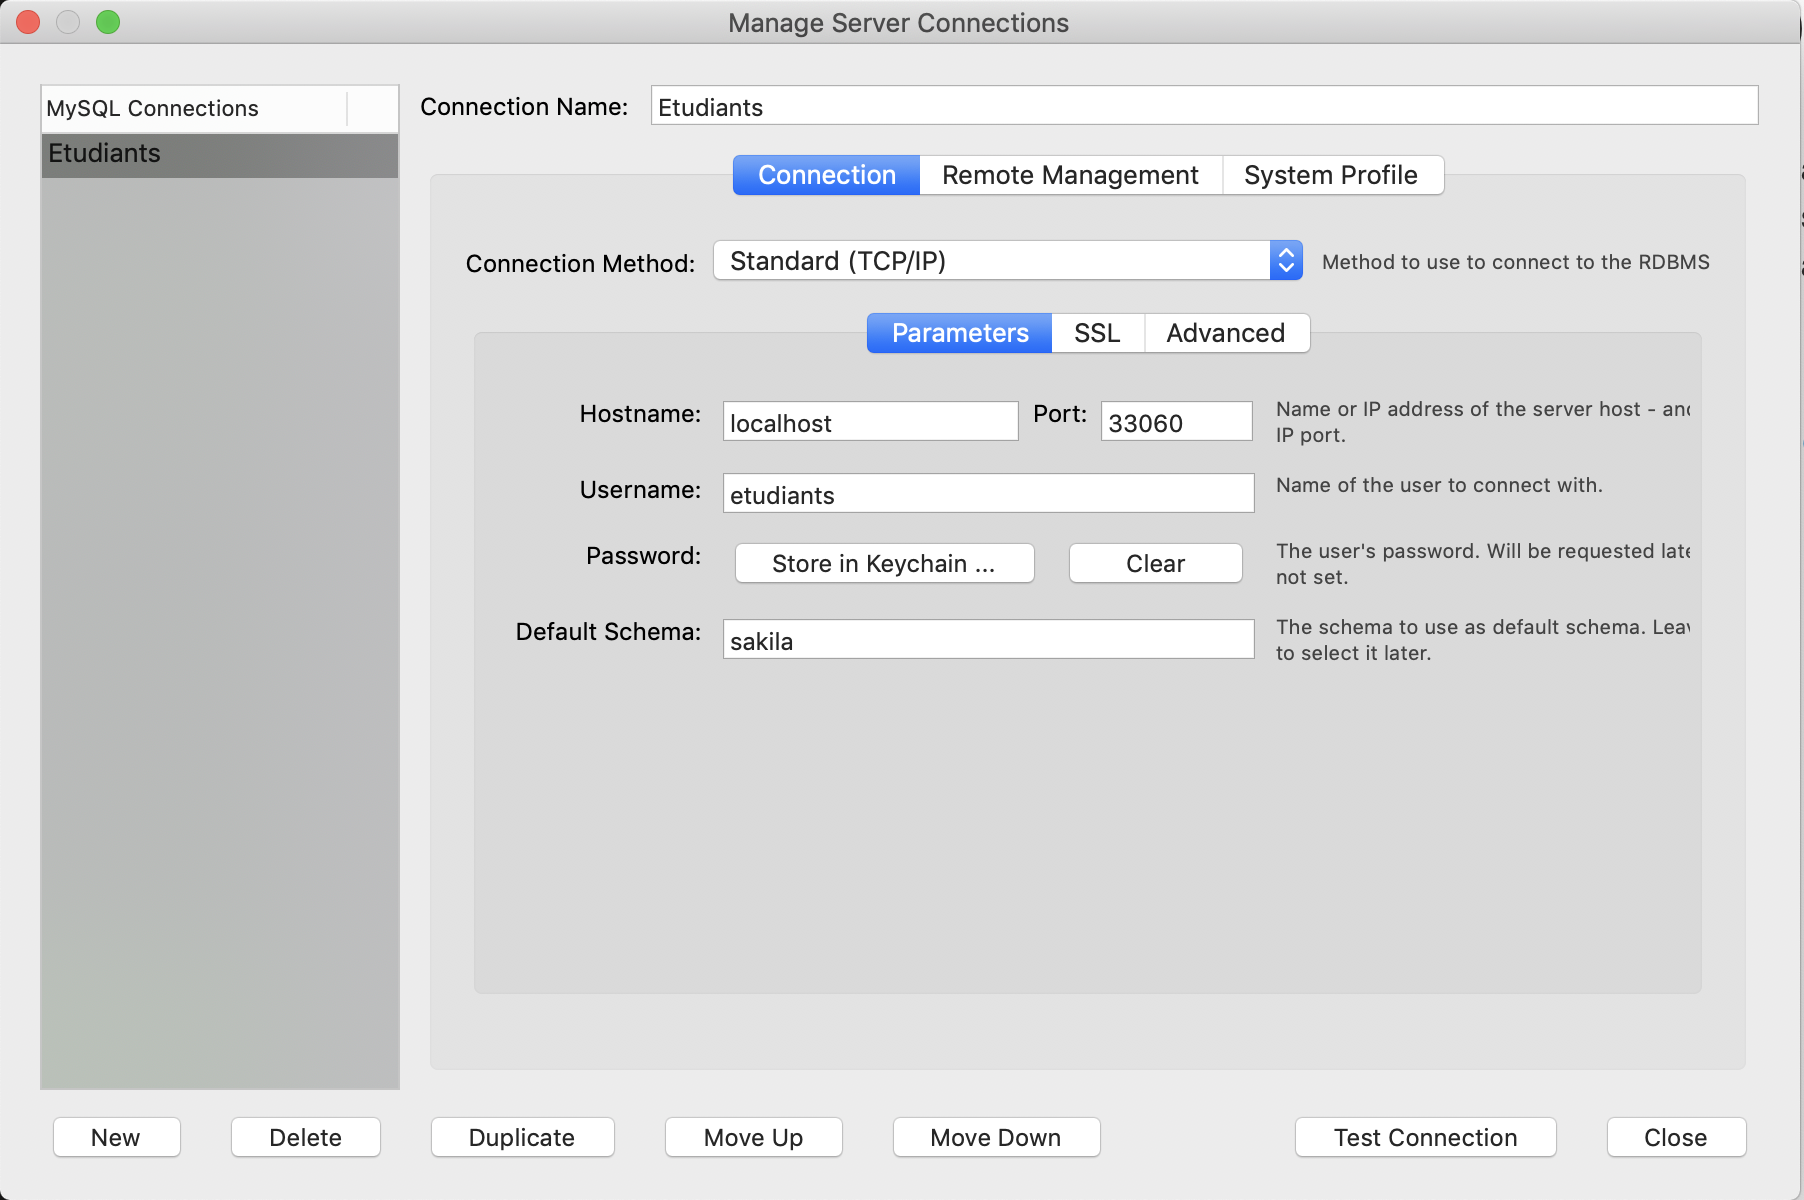 Manage Server Connections
MySQL Connections
Etudiants
Connection Name: Etudiants
Connection Remote Management System Profile
Connection Method: Standard (TCP/IP) Method to use to connect to the RDBMS
Parameters SSL Advanced
Hostname: localhost Port: 33060 Name or IP address of the server host - and
IP port.
Username: etudiants Name of the user to connect with.
Password: Store in Keychain ... Clear The user's password. Will be requested late
not set.
Default Schema: sakila The schema to use as default schema. Leav
to select it later.
New Delete Duplicate Move Up Move Down Test Connection Close